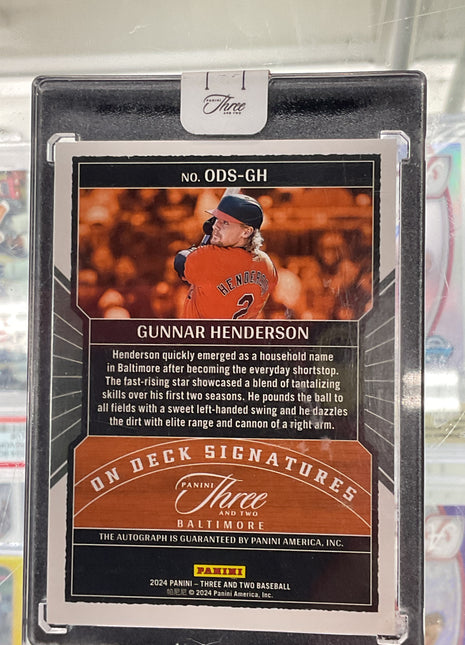 PANINI
Three
AND TWO
NO. ODS-GH
HENDERSON
2
GUNNAR HENDERSON
Henderson quickly emerged as a household name
in Baltimore after becoming the everyday shortstop.
The fast-rising star showcased a blend of tantalizing
skills over his first two seasons. He pounds the ball to
all fields with a sweet left-handed swing and he dazzles
the dirt with elite range and cannon of a right arm.
ON DECK SIGNATURES
PANINI
Three
AND TWO
BALTIMORE
THE AUTOGRAPH IS GUARANTEED BY PANINI AMERICA, INC.
PANINI
2024 PANINI – THREE AND TWO BASEBALL
帕尼尼 © 2024 Panini America, Inc.